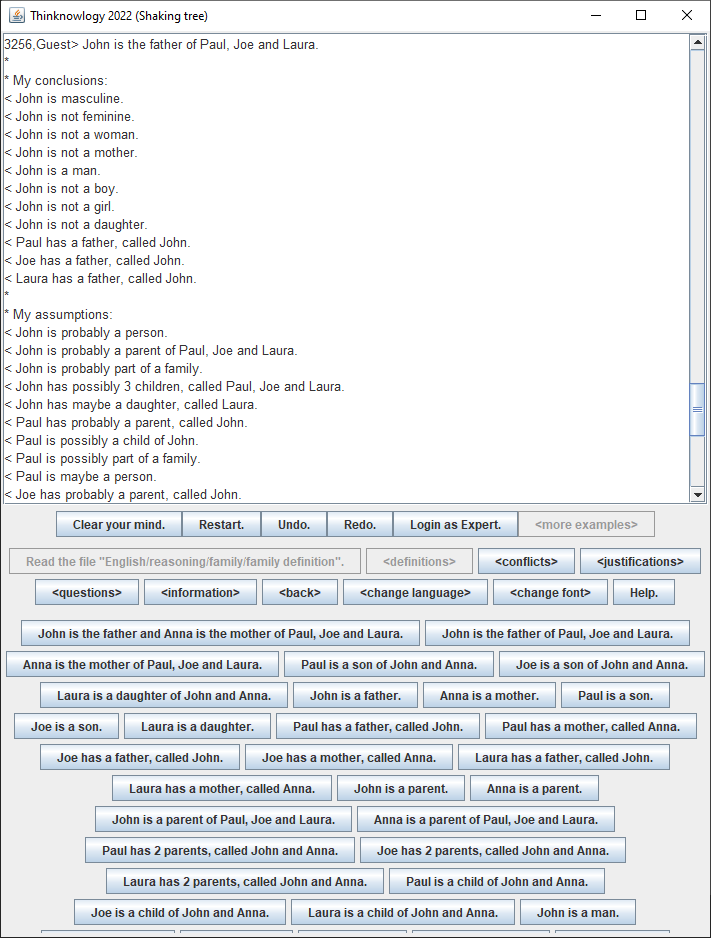 Thinknowlogy 2022 (Shaking tree)
3256,Guest> John is the father of Paul, Joe and Laura.
*
* My conclusions:
< John is masculine.
< John is not feminine.
< John is not a woman.
< John is not a mother.
< John is a man.
< John is not a boy.
< John is not a girl.
< John is not a daughter.
< Paul has a father, called John.
< Joe has a father, called John.
< Laura has a father, called John.
*
* My assumptions:
< John is probably a person.
< John is probably a parent of Paul, Joe and Laura.
< John is probably part of a family.
< John has possibly 3 children, called Paul, Joe and Laura.
< John has maybe a daughter, called Laura.
< Paul has probably a parent, called John.
< Paul is possibly a child of John.
< Paul is possibly part of a family.
< Paul is maybe a person.
< Joe has probably a parent, called John.
Clear your mind. Restart. Undo. Redo. Login as Expert. <more examples>
Read the file "English/reasoning/family/family definition". <definitions> <conflicts> <justifications>
<questions> <information> <back> <change language> <change font> Help.
John is the father and Anna is the mother of Paul, Joe and Laura. John is the father of Paul, Joe and Laura.
Anna is the mother of Paul, Joe and Laura. Paul is a son of John and Anna. Joe is a son of John and Anna.
Laura is a daughter of John and Anna. John is a father. Anna is a mother. Paul is a son.
Joe is a son. Laura is a daughter. Paul has a father, called John. Paul has a mother, called Anna.
Joe has a father, called John. Joe has a mother, called Anna. Laura has a father, called John.
Laura has a mother, called Anna. John is a parent. Anna is a parent.
John is a parent of Paul, Joe and Laura. Anna is a parent of Paul, Joe and Laura.
Paul has 2 parents, called John and Anna. Joe has 2 parents, called John and Anna.
Laura has 2 parents, called John and Anna. Paul is a child of John and Anna.
Joe is a child of John and Anna. Laura is a child of John and Anna. John is a man.